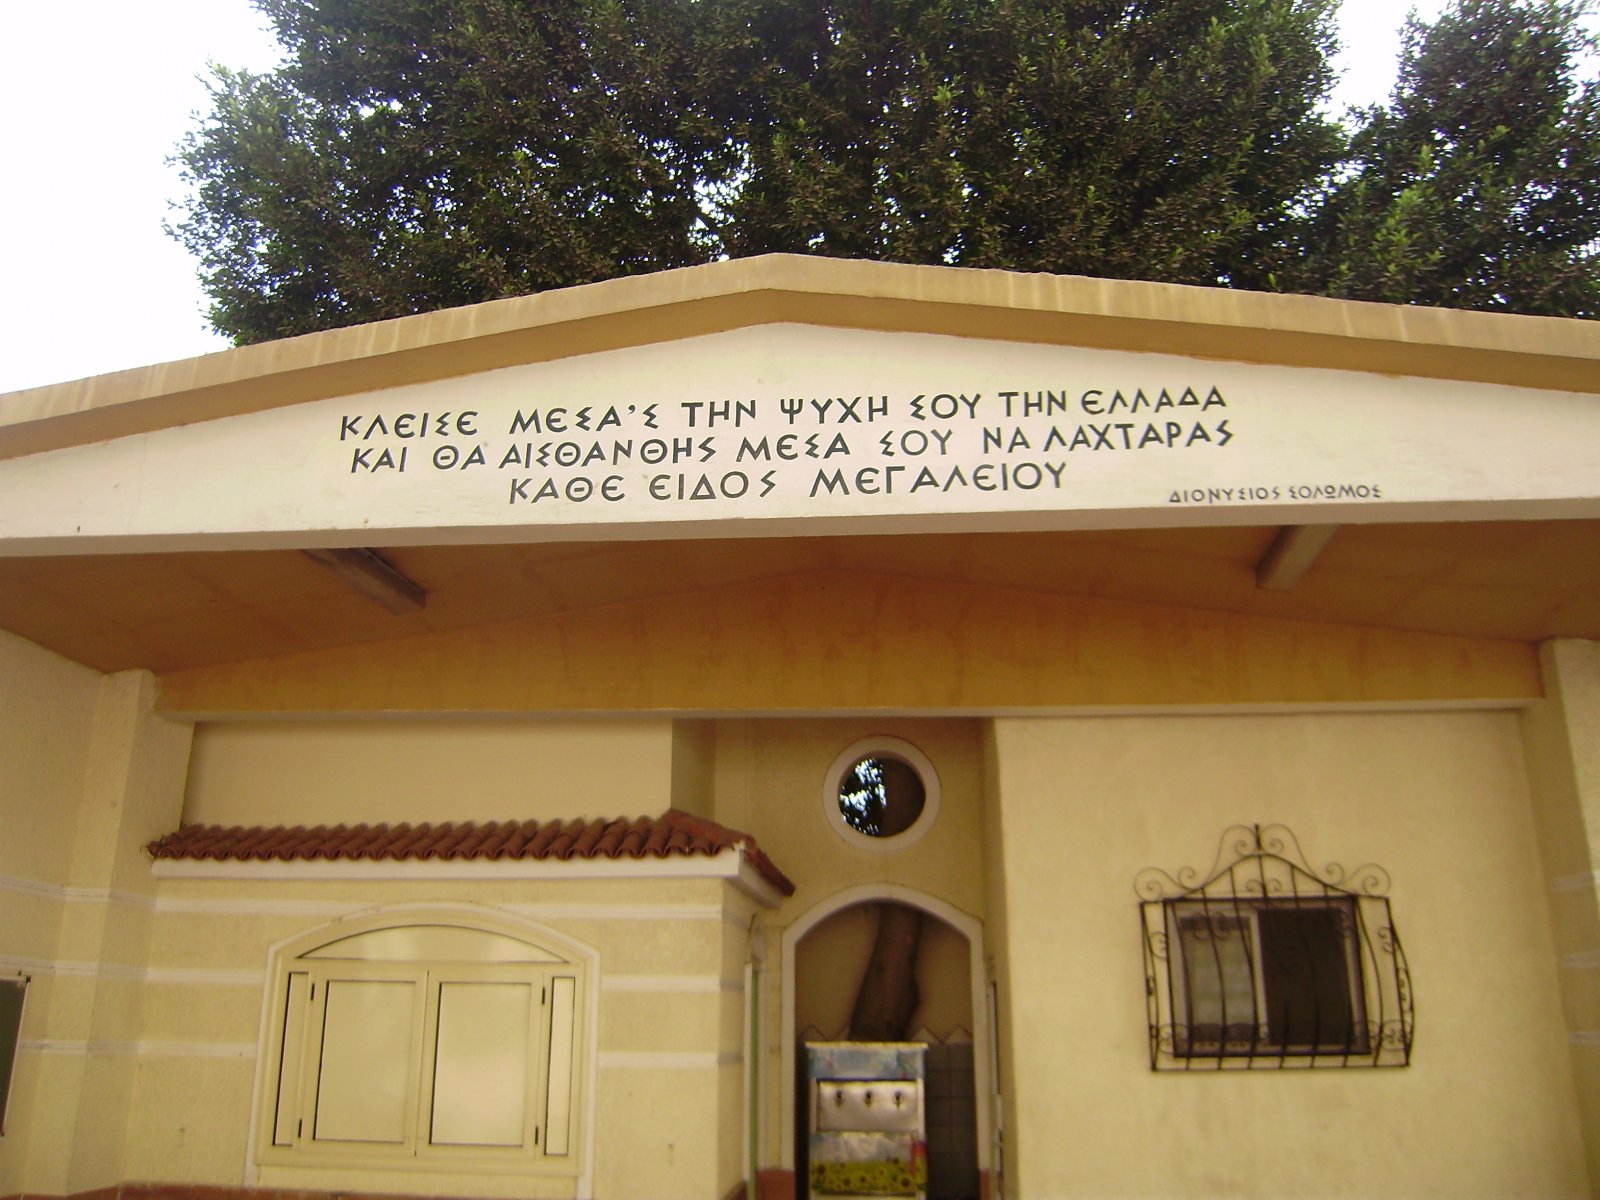 ΚΛΕΙΣΕ ΜΕΣΑ'Σ ΤΗΝ ΨΥΧΗ ΣΟΥ ΤΗΝ ΕΛΛΑΔΑ
ΚΑΙ ΘΑ ΑΙΣΘΑΝΘΗΣ ΜΕΣΑ ΣΟΥ ΝΑ ΛΑΧΤΑΡΑΣ
ΚΑΘΕ ΕΙΔΟΣ ΜΕΓΑΛΕΙΟΥ
ΔΙΟΝΥΣΙΟΣ ΣΟΛΩΜΟΣ